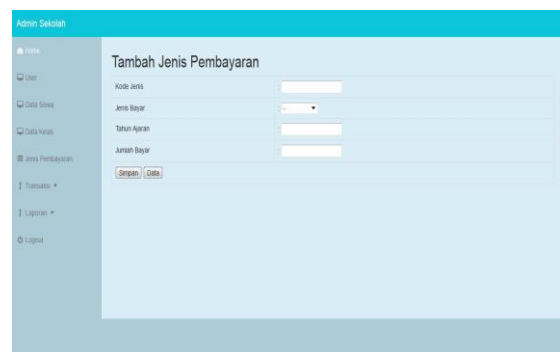 Admin Sekolah
Home
User
Data Siswa
Data Kelas
Jenis Pembayaran
Transaksi
Laporan
Logout
Tambah Jenis Pembayaran
Kode Jenis :
Jenis Bayar : --
Tahun Ajaran :
Jumlah Bayar :
Simpan Data